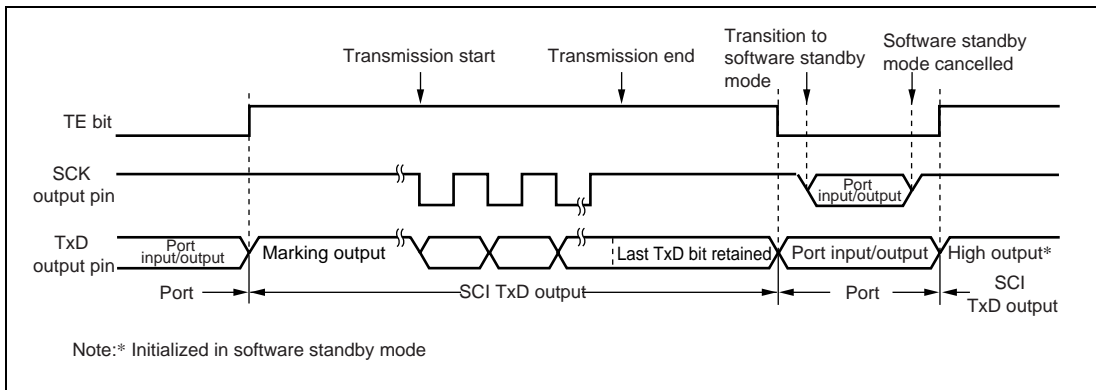 Transmission start
Transmission end
Transition to
software standby
mode
Software standby
mode cancelled
TE bit
SCK
output pin
Port
input/output
TxD
output pin
Port
input/output
Marking output
Last TxD bit retained
Port input/output
High output*
Port
SCI TxD output
Port
SCI
TxD output
Note:* Initialized in software standby mode